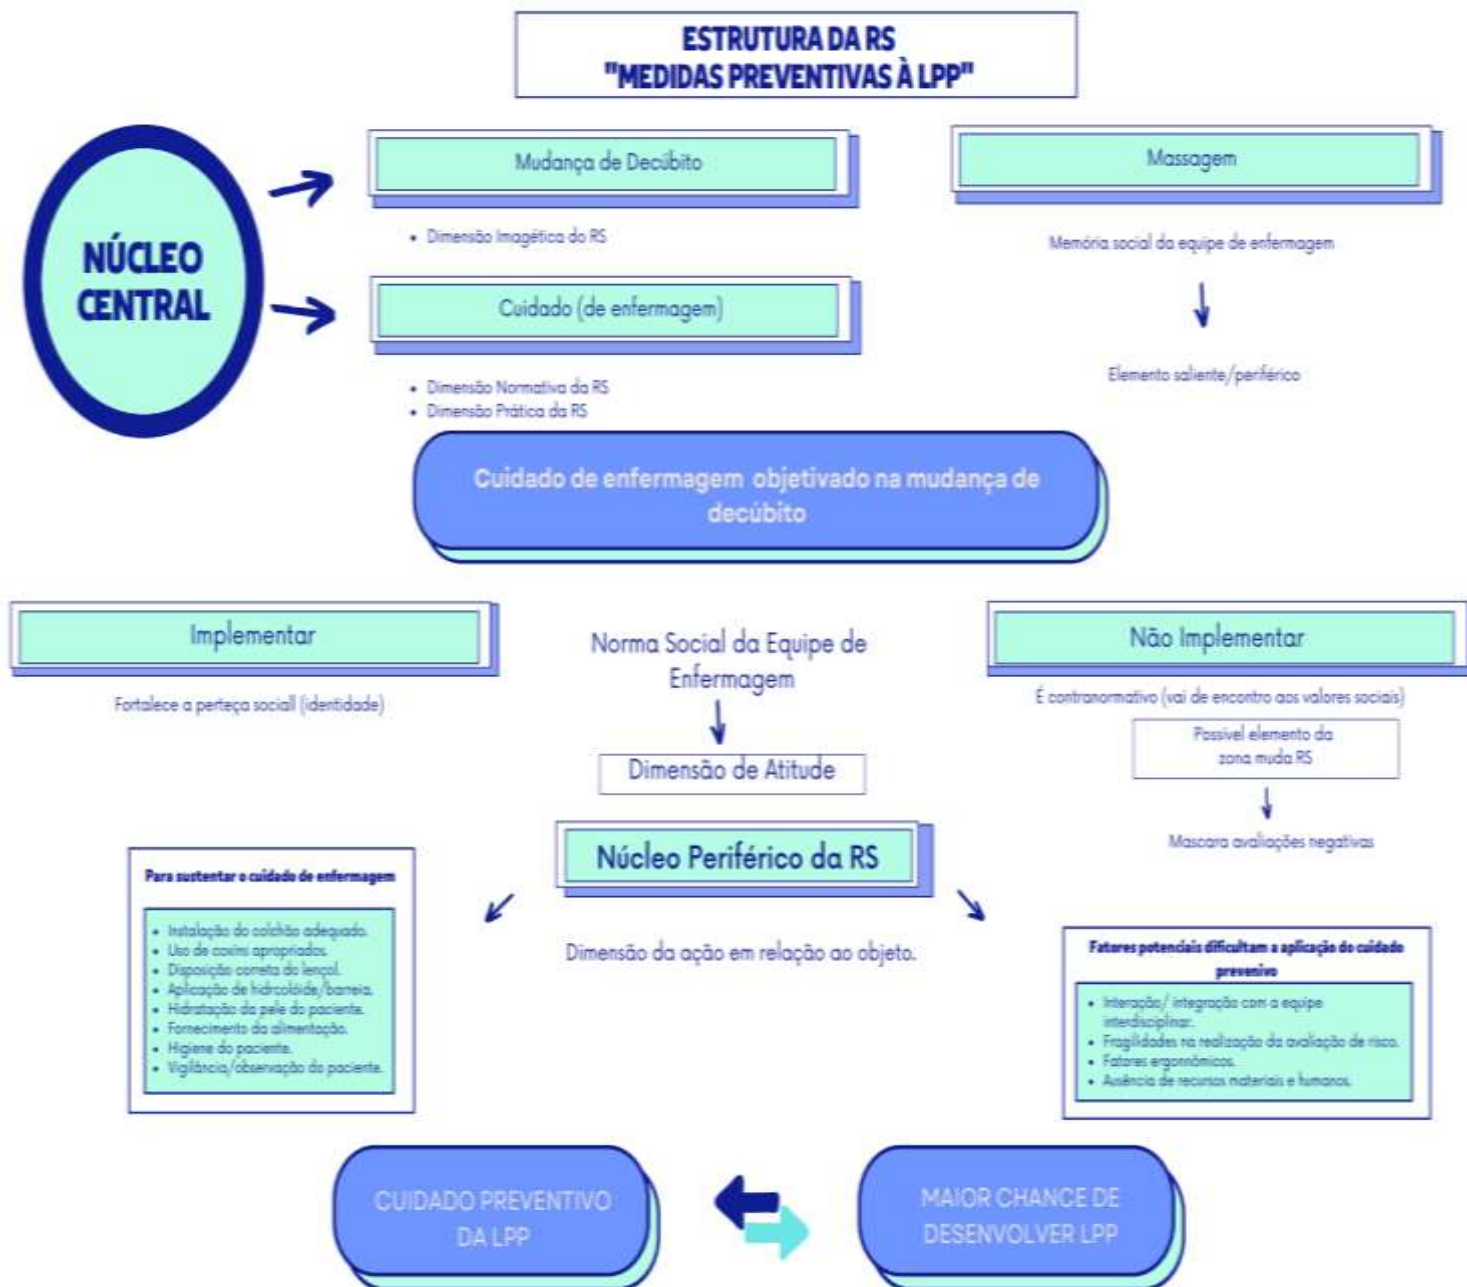 ESTRUTURA DA RS
"MEDIDAS PREVENTIVAS À LPP"
NÚCLEO
CENTRAL
Mudança de Decúbito
• Dimensão Imagética do RS
Cuidado (de enfermagem)
• Dimensão Normativa da RS
• Dimensão Prática da RS
Massagem
Memória social da equipe de enfermagem
Elemento saliente/periférico
Cuidado de enfermagem objetivado na mudança de
decúbito
Implementar
Fortalece a perteça sociall (identidade)
Norma Social da Equipe de
Enfermagem
Dimensão de Atitude
Não Implementar
É contranormativo (vai de encontro aos valores sociais)
Possivel elemento da
zona muda RS
Mascara avaliações negativas
Núcleo Periférico da RS
Dimensão da ação em relação ao objeto.
Para sustentar o cuidado de enfermagem
• Instalação do colchão adequado.
• Uso de coxins apropriados.
• Disposição correta do lençol.
• Aplicação de hidrcolóide/barreia.
• Hidratação da pele do paciente.
• Fornecimento da alimentação.
• Higiene do paciente.
• Vigilância/observação do paciente.
Fatores potenciais dificultam a aplicação do cuidado
prevenivo
• Interação/ integração com a equipe
interdisciplinar.
• Fragilidades na realização da avaliação de risco.
• Fatores ergonnômicos.
• Ausência de recursos materiais e humanos.
CUIDADO PREVENTIVO
DA LPP
MAIOR CHANCE DE
DESENVOLVER LPP